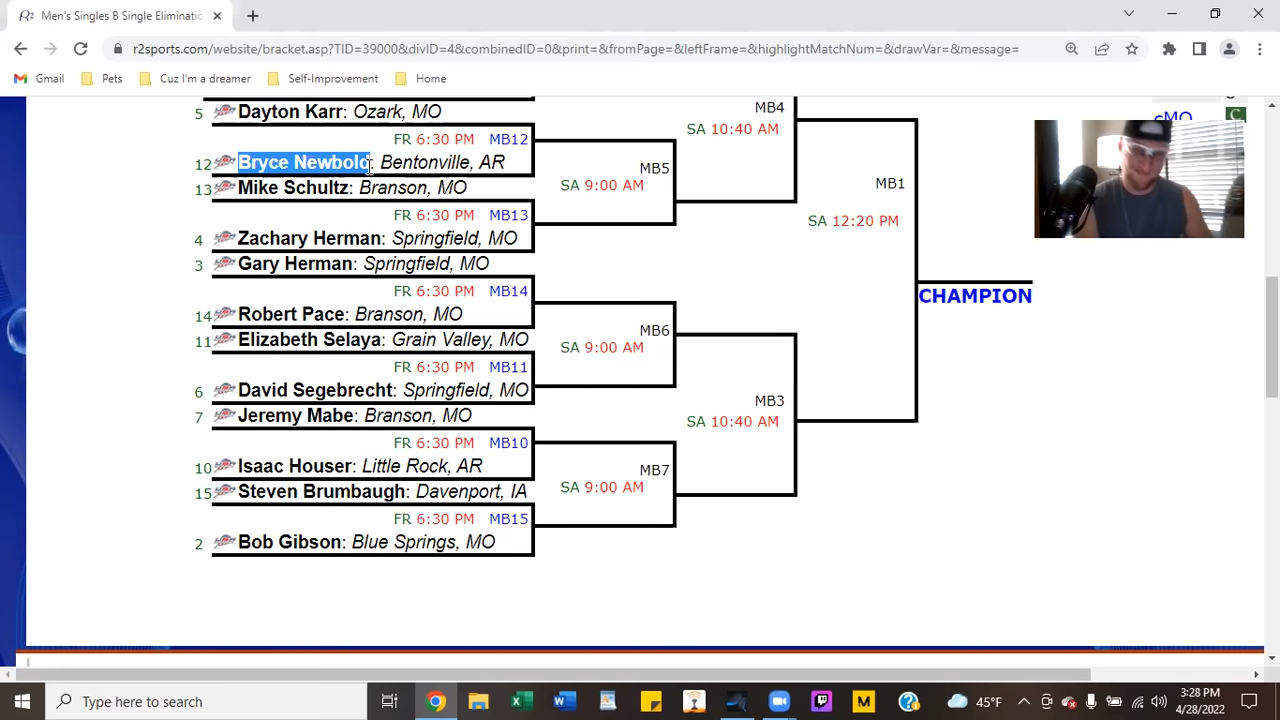 Men's Singles B Single Eliminatio
r2sports.com/website/bracket.asp?TID=39000&divID=4&combinedID=0&print=&fromPage=&leftFrame=&highlightMatchNum=&drawVar=&message=
Gmail Pets Cuz I'm a dreamer Self-Improvement Home
cMO C
5 Dayton Karr: Ozark, MO
MB4
SA 10:40 AM
FR 6:30 PM MB12
12 Bryce Newbold: Bentonville, AR
MB5
SA 9:00 AM
MB1
13 Mike Schultz: Branson, MO
FR 6:30 PM MB13
SA 12:20 PM
4 Zachary Herman: Springfield, MO
3 Gary Herman: Springfield, MO
FR 6:30 PM MB14
CHAMPION
14 Robert Pace: Branson, MO
MB6
11 Elizabeth Selaya: Grain Valley, MO
SA 9:00 AM
FR 6:30 PM MB11
6 David Segebrecht: Springfield, MO
MB3
7 Jeremy Mabe: Branson, MO
SA 10:40 AM
FR 6:30 PM MB10
10 Isaac Houser: Little Rock, AR
MB7
SA 9:00 AM
15 Steven Brumbaugh: Davenport, IA
FR 6:30 PM MB15
2 Bob Gibson: Blue Springs, MO
Type here to search
45°F
3:28 PM
4/28/2022